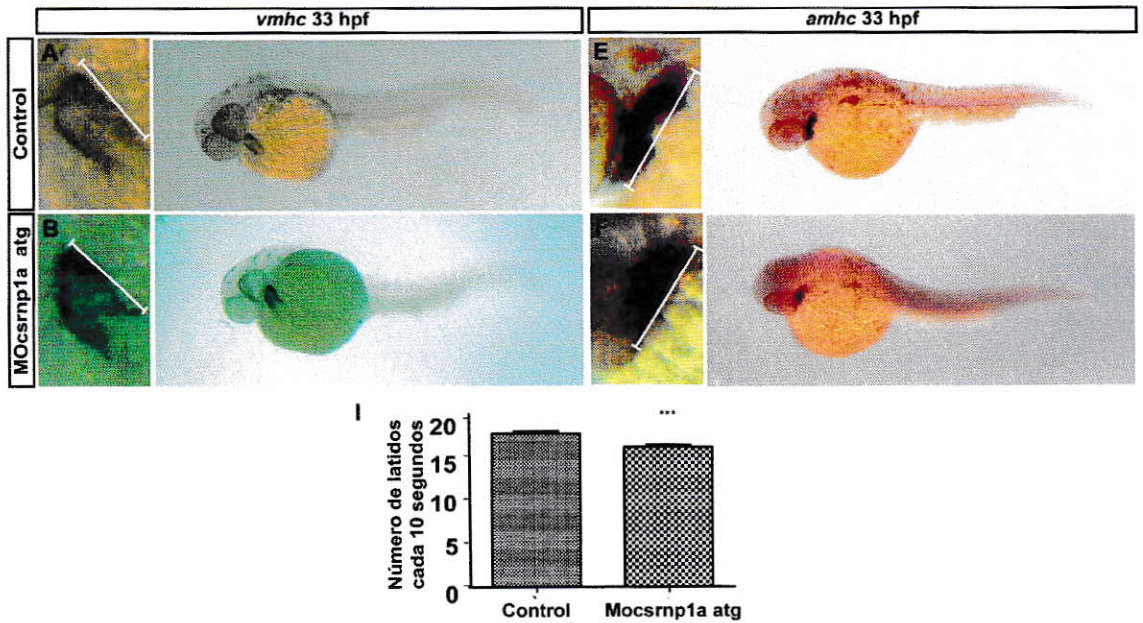 vmhc 33 hpf
amhc 33 hpf
Control
A
E
MOcsrnp1a atg
B
I
***
Número de latidos
cada 10 segundos
20
15
10
5
0
Control
Mocsrnp1a atg